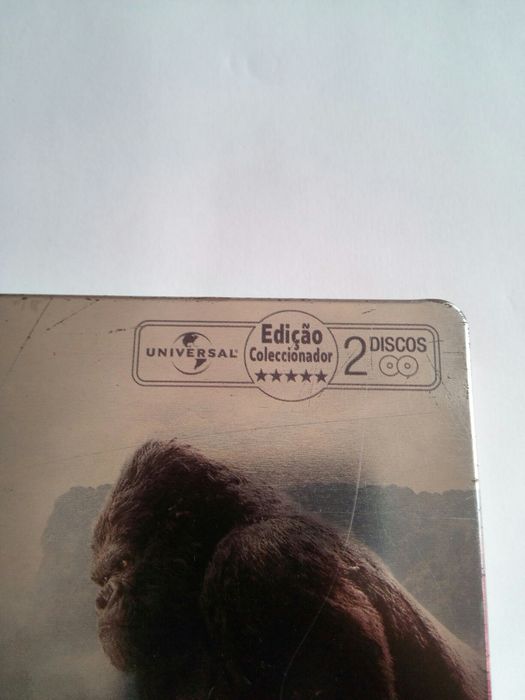 UNIVERSAL
Edição
Coleccionador
2 DISCOS